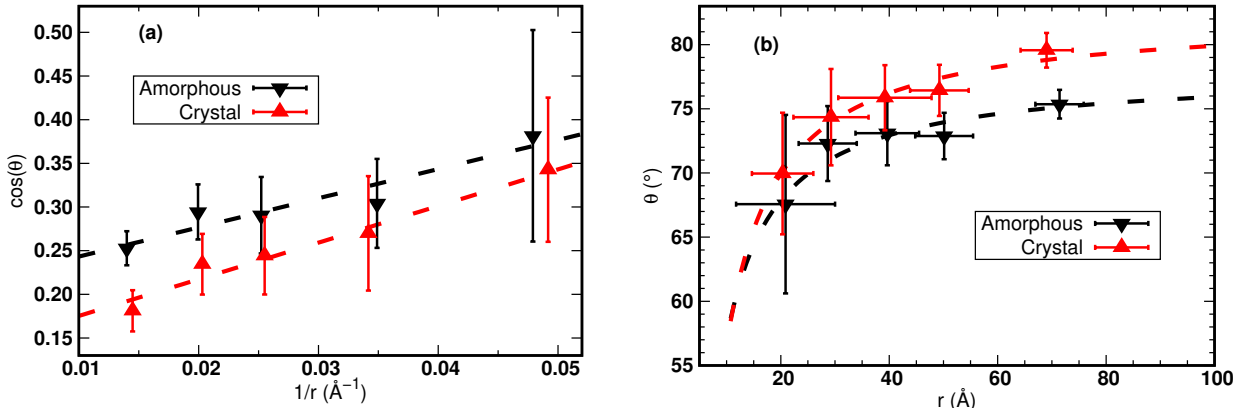 (a)
Amorphous
Crystal
0.50
0.45
0.40
0.35
0.30
0.25
0.20
0.15
cos(θ)
0.01 0.02 0.03 0.04 0.05
1/r (Å⁻¹)
(b)
80
75
70
65
60
55
θ (°)
Amorphous
Crystal
20 40 60 80 100
r (Å)